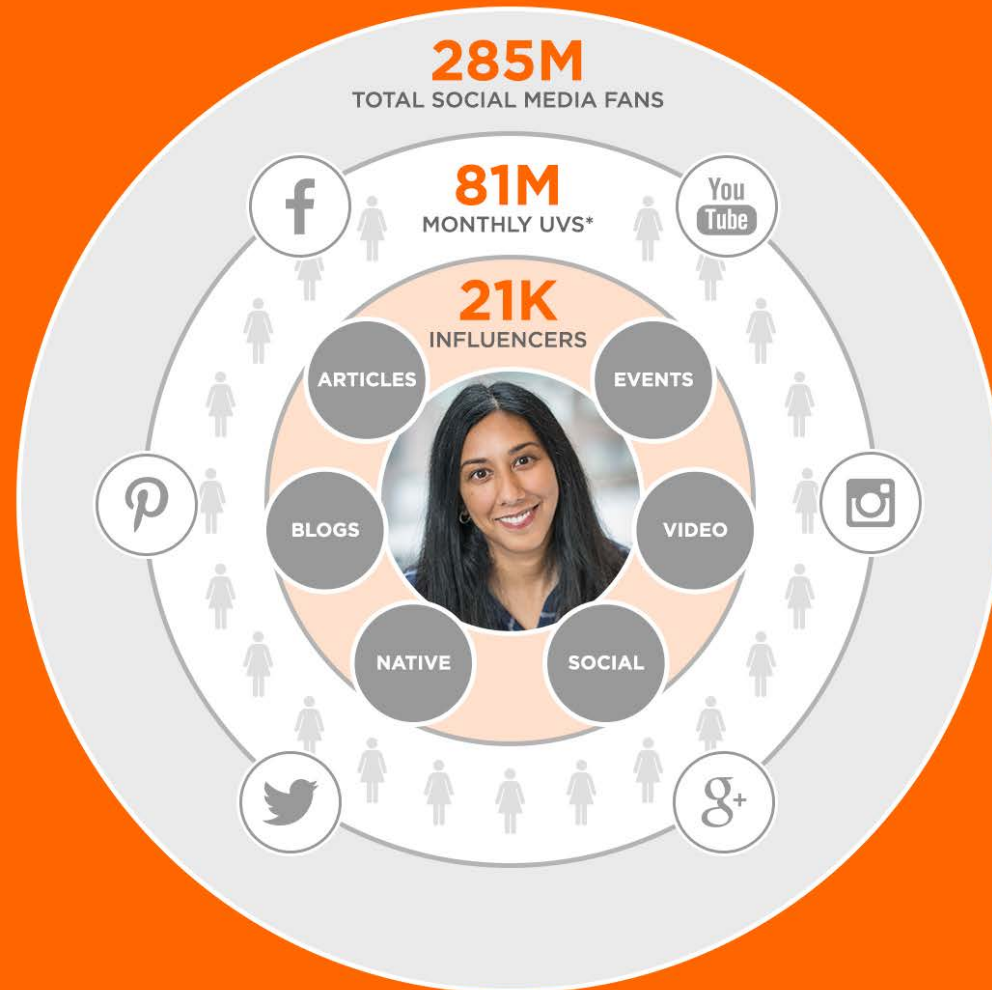 285M
TOTAL SOCIAL MEDIA FANS
81M
MONTHLY UVS*
You
Tube
21K
INFLUENCERS
ARTICLES
EVENTS
BLOGS
VIDEO
NATIVE
SOCIAL
g+